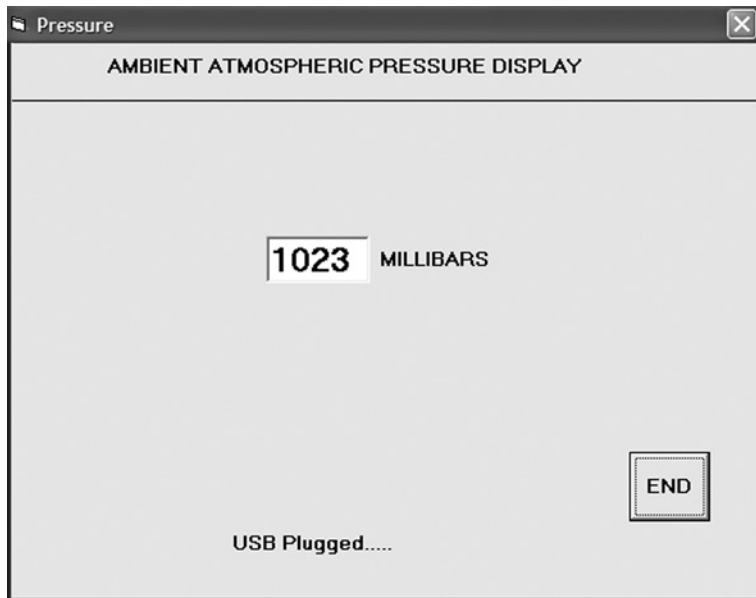 Pressure
AMBIENT ATMOSPHERIC PRESSURE DISPLAY
1023 MILLIBARS
END
USB Plugged.....